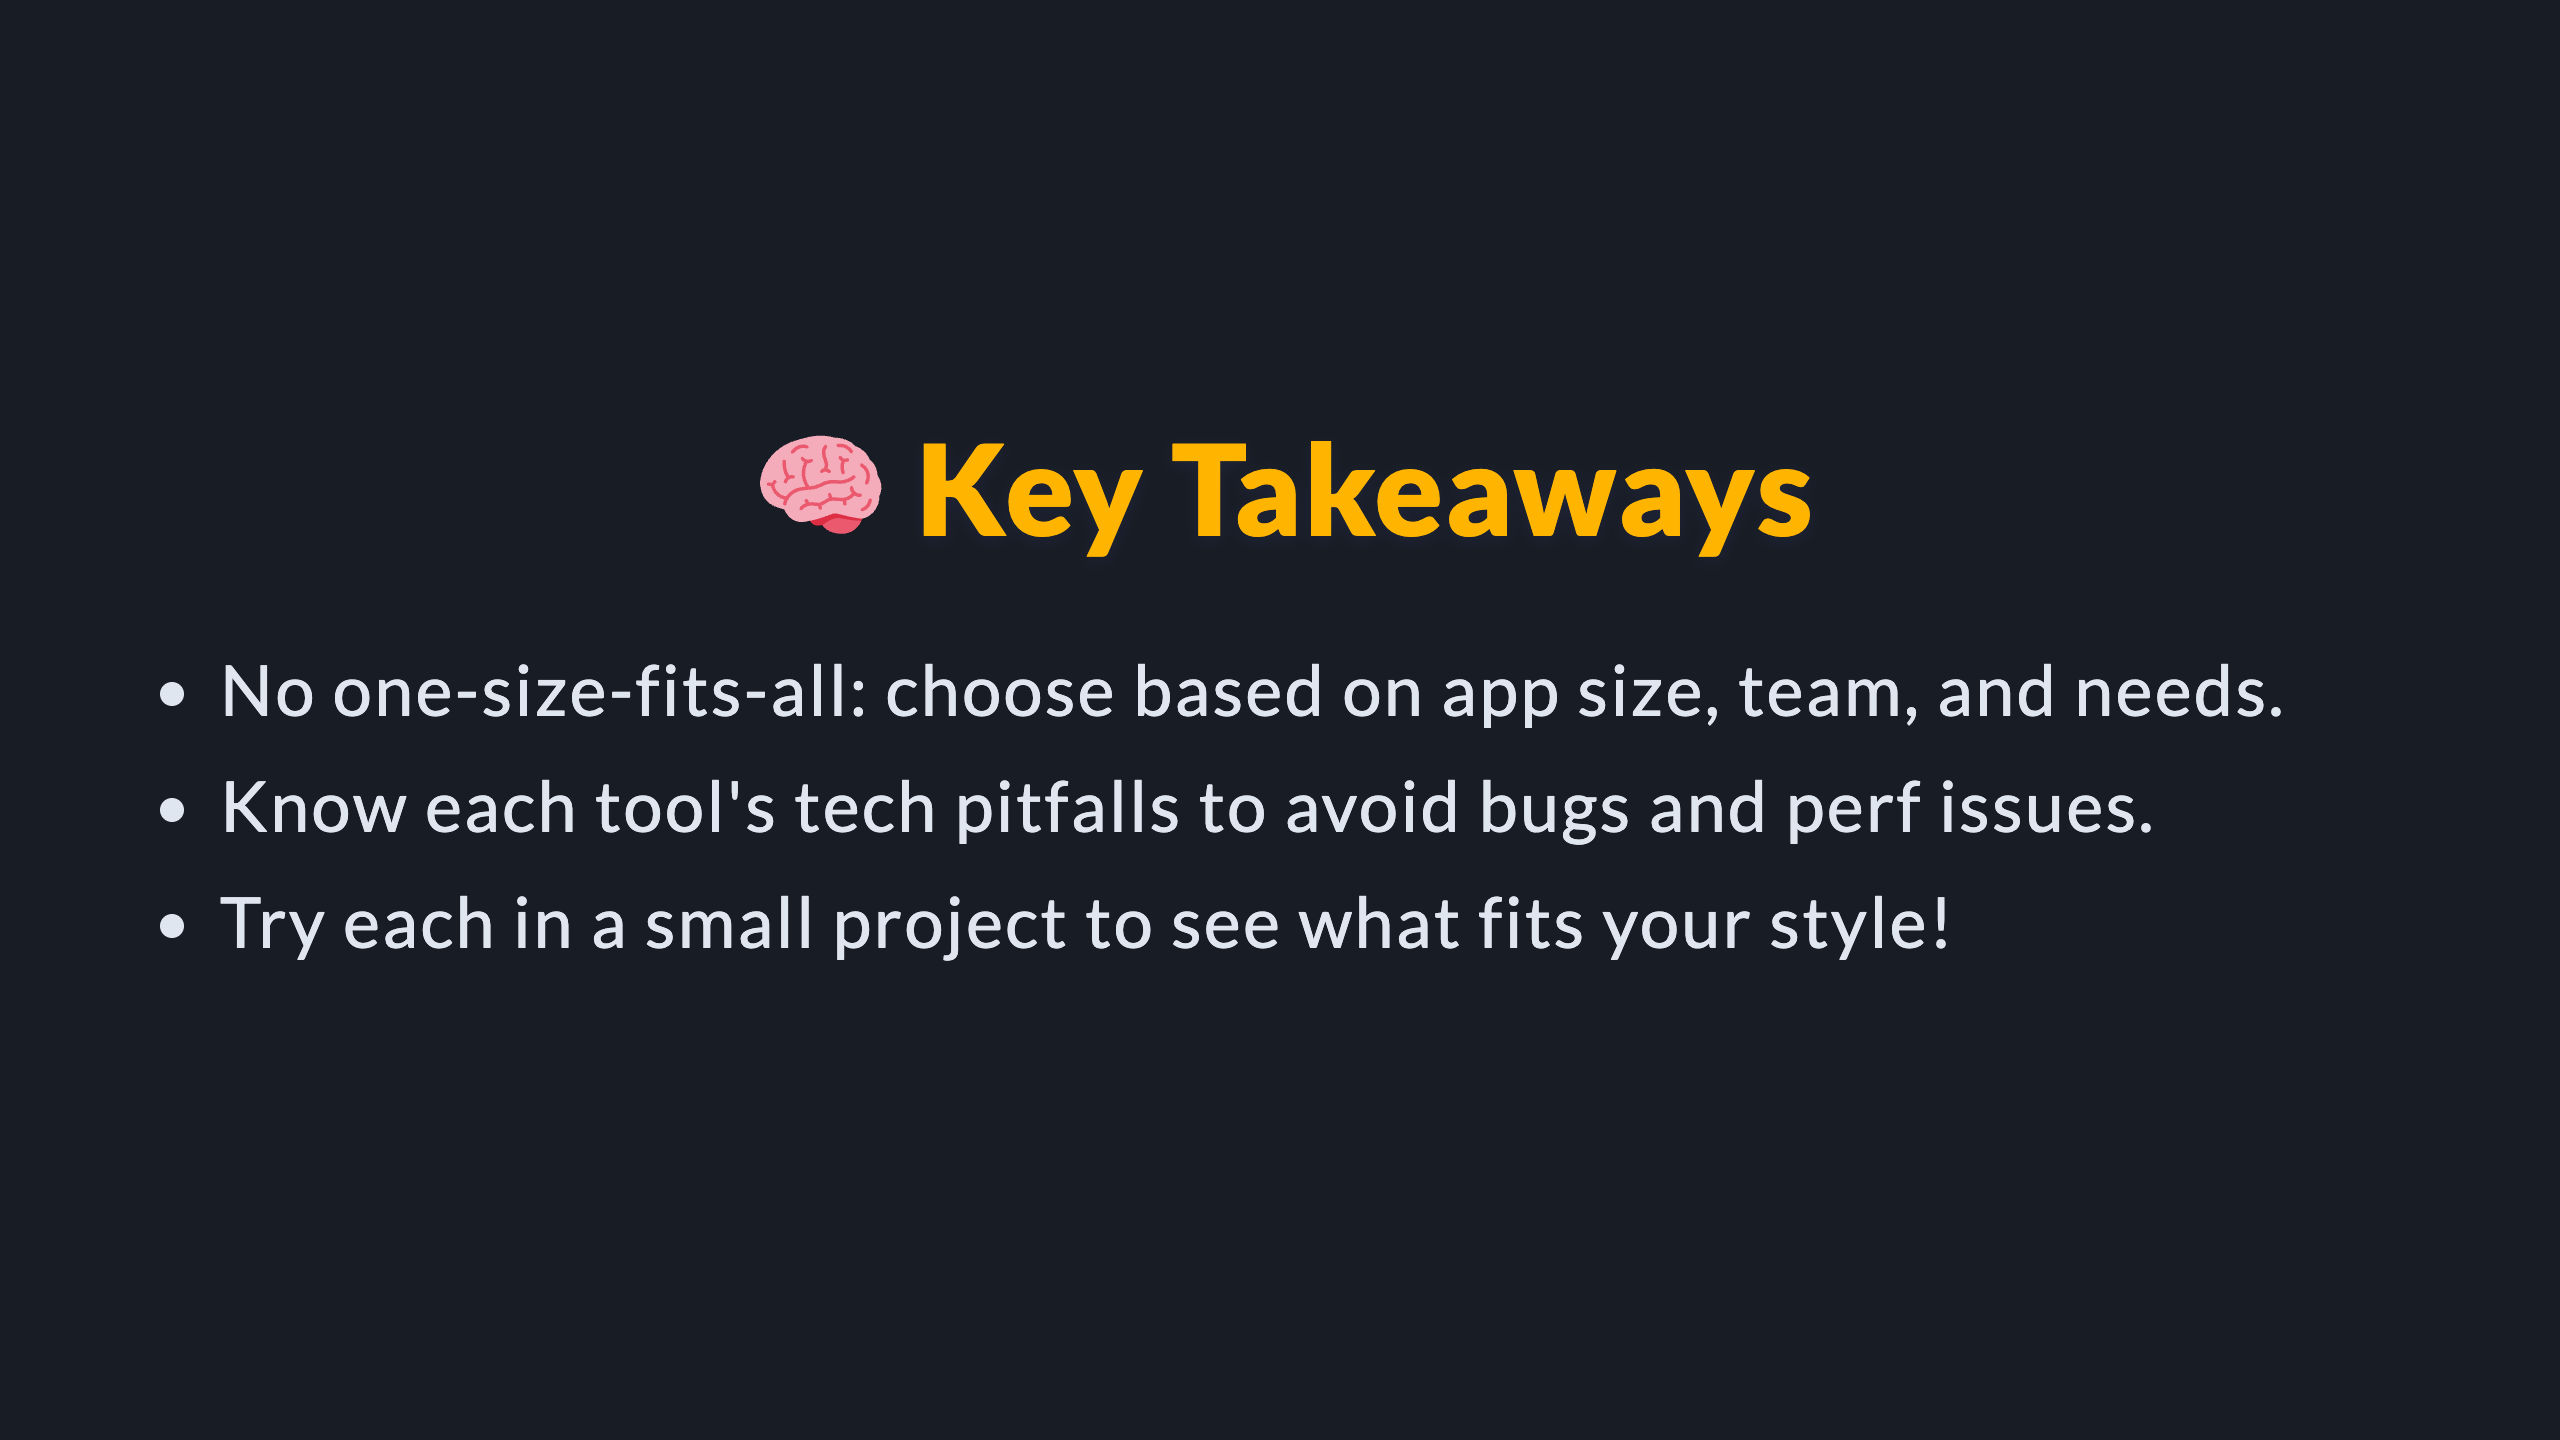 🧠 Key Takeaways
• No one-size-fits-all: choose based on app size, team, and needs.
• Know each tool's tech pitfalls to avoid bugs and perf issues.
• Try each in a small project to see what fits your style!